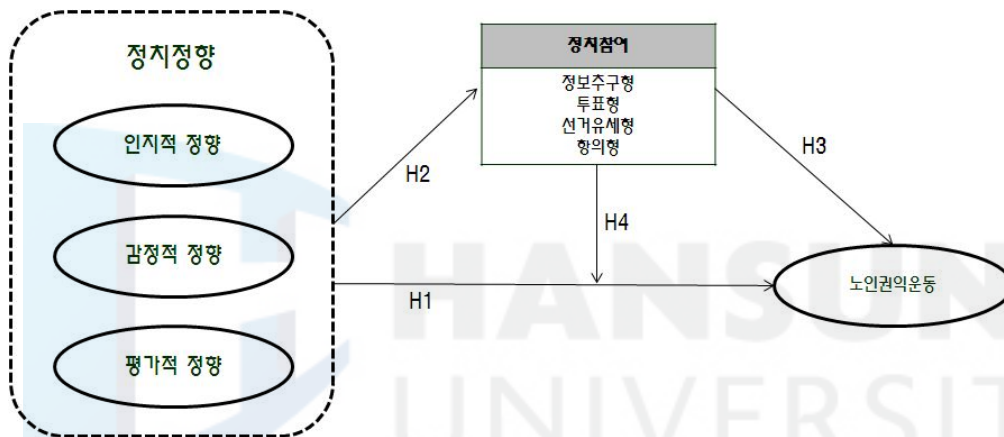 정치정향
인지적 정향
감정적 정향
평가적 정향
정치참여
정보추구형
투표형
선거유세형
항의형
H2
H3
H4
H1
노인권익운동
HANSUN
UNIVERSIT